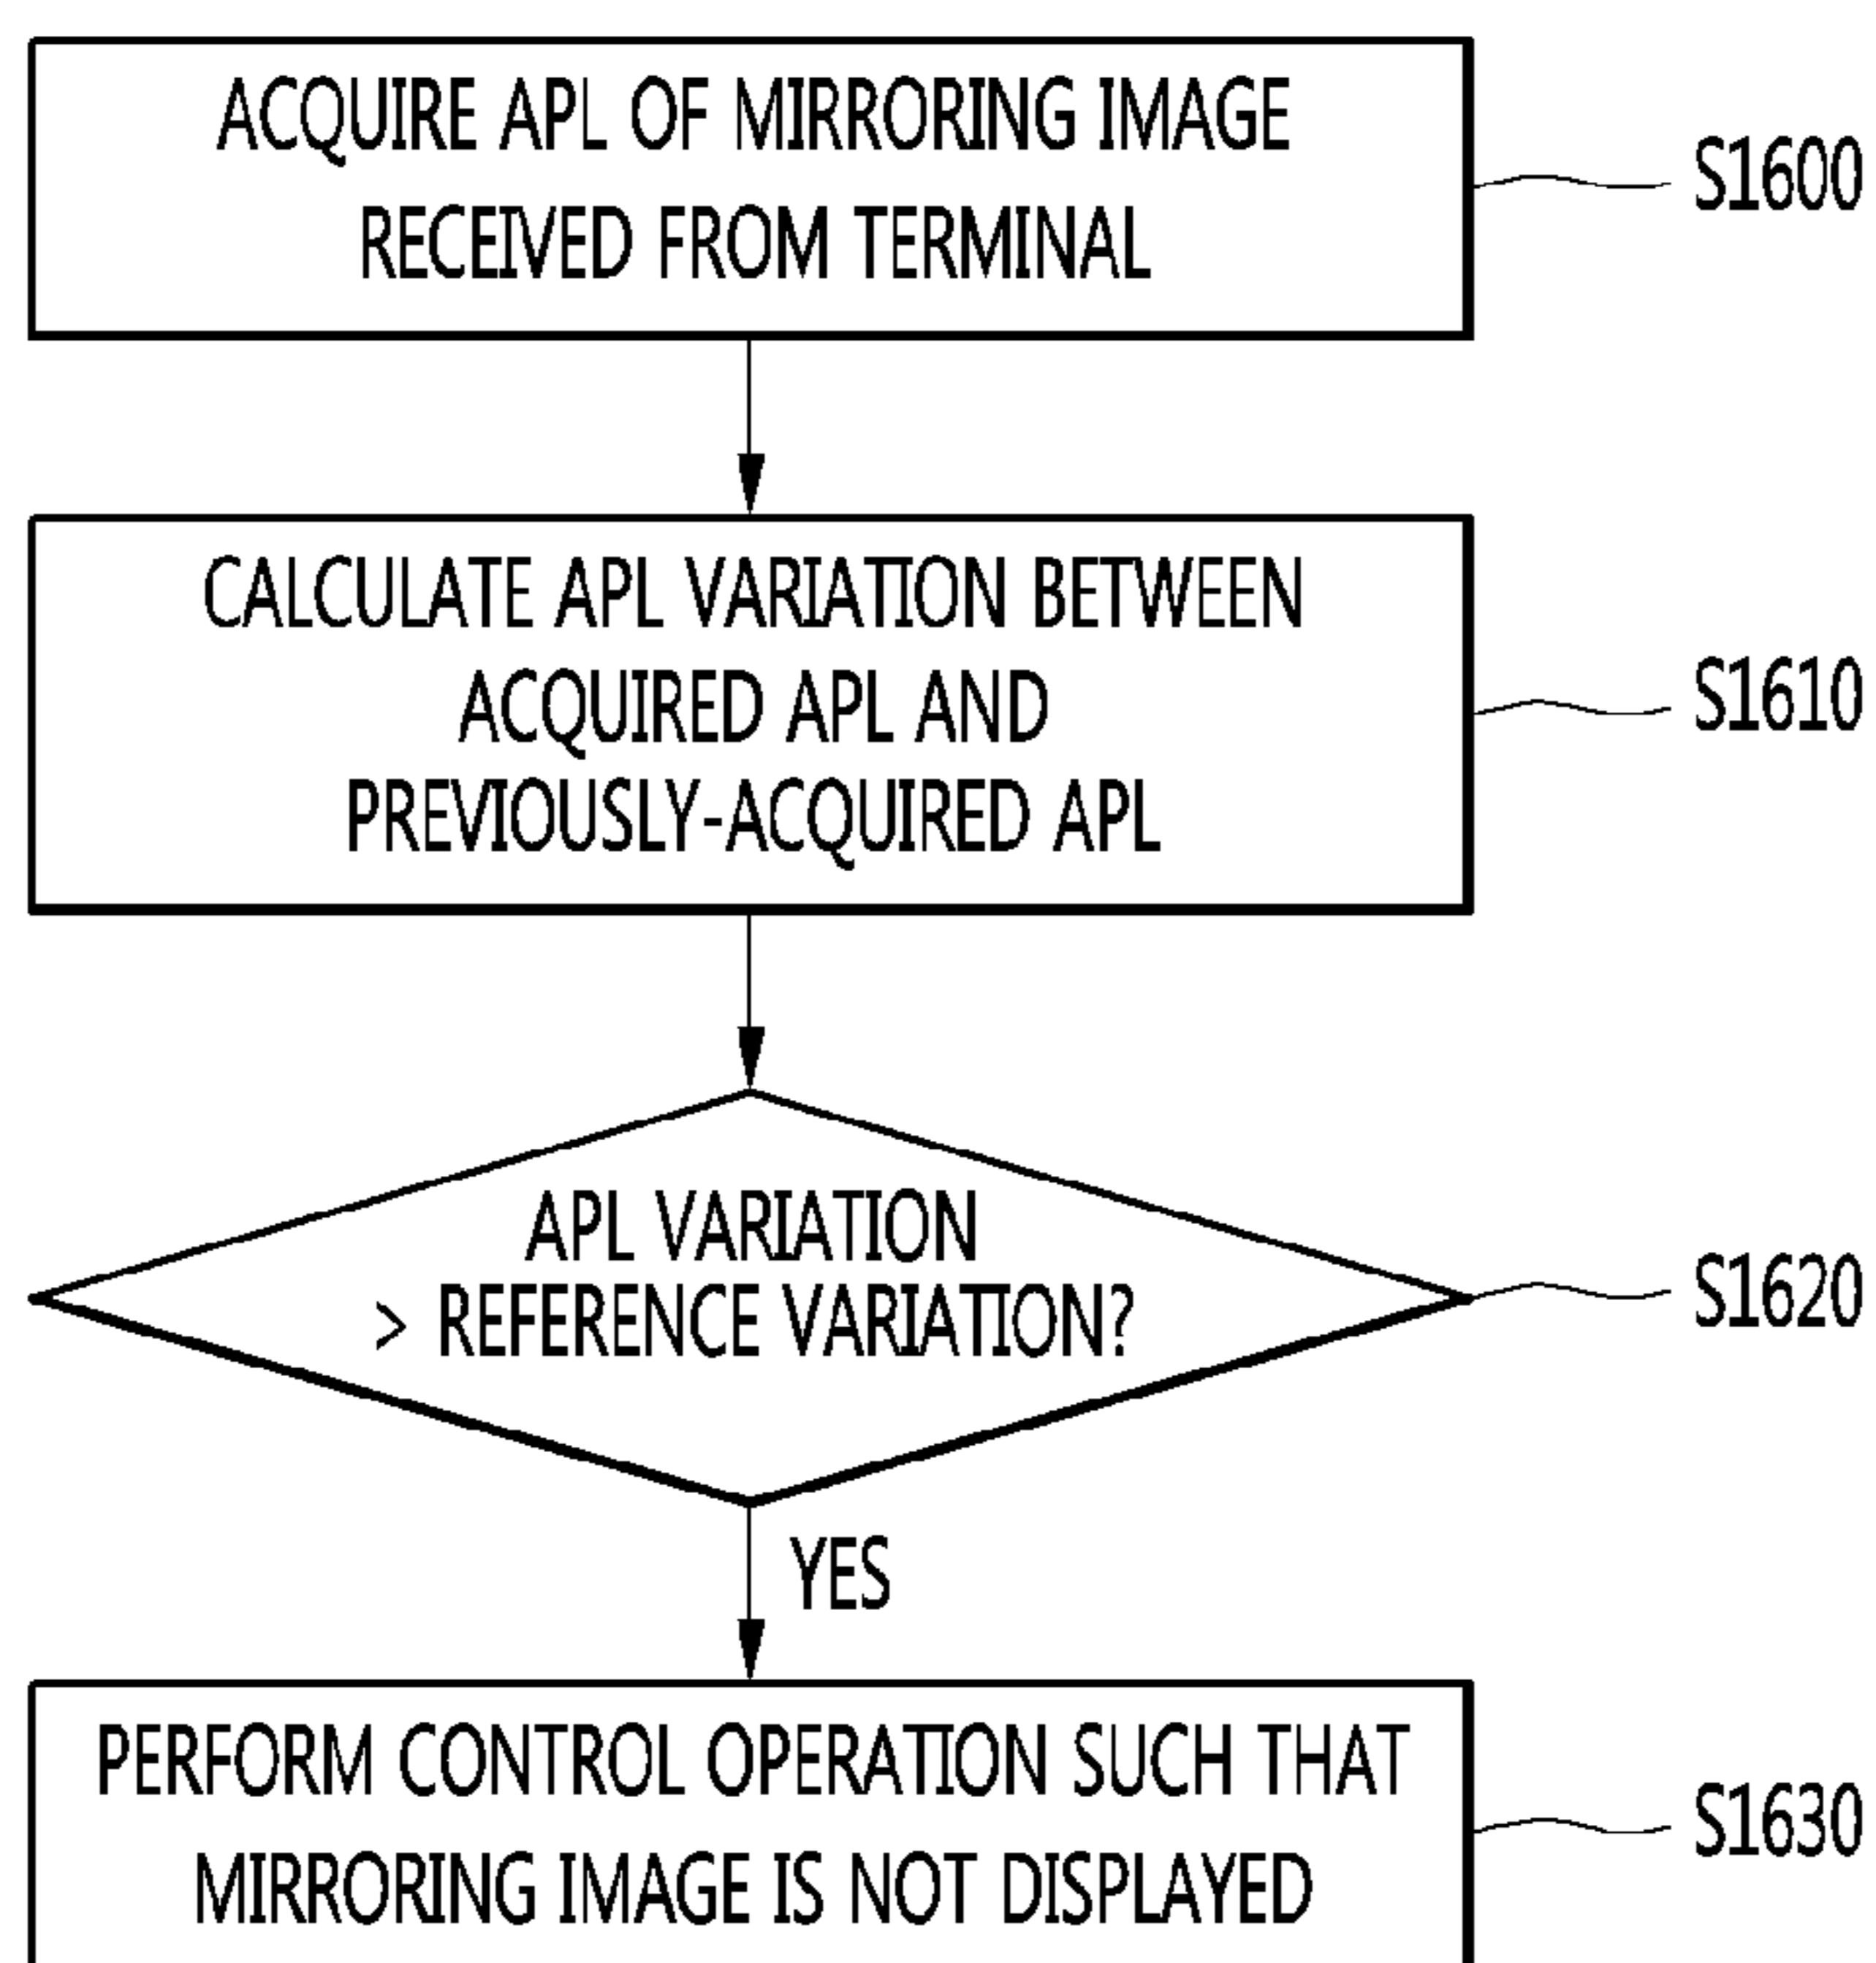 ACQUIRE APL OF MIRRORING IMAGE
RECEIVED FROM TERMINAL
S1600
CALCULATE APL VARIATION BETWEEN
ACQUIRED APL AND
PREVIOUSLY-ACQUIRED APL
S1610
APL VARIATION
> REFERENCE VARIATION?
S1620
YES
PERFORM CONTROL OPERATION SUCH THAT
MIRRORING IMAGE IS NOT DISPLAYED
S1630